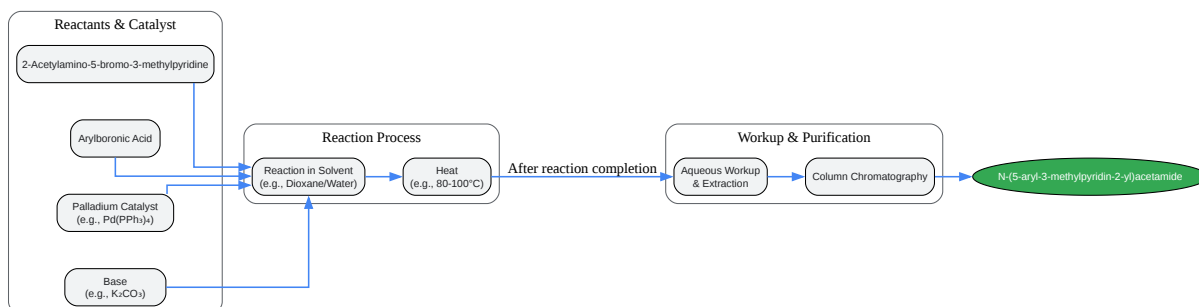 Reactants & Catalyst
2-Acetylamino-5-bromo-3-methylpyridine
Arylboronic Acid
Palladium Catalyst
(e.g., Pd(PPh₃)₄)
Base
(e.g., K₂CO₃)
Reaction Process
Reaction in Solvent
(e.g., Dioxane/Water)
Heat
(e.g., 80-100°C)
After reaction completion
Workup & Purification
Aqueous Workup
& Extraction
Column Chromatography
N-(5-aryl-3-methylpyridin-2-yl)acetamide